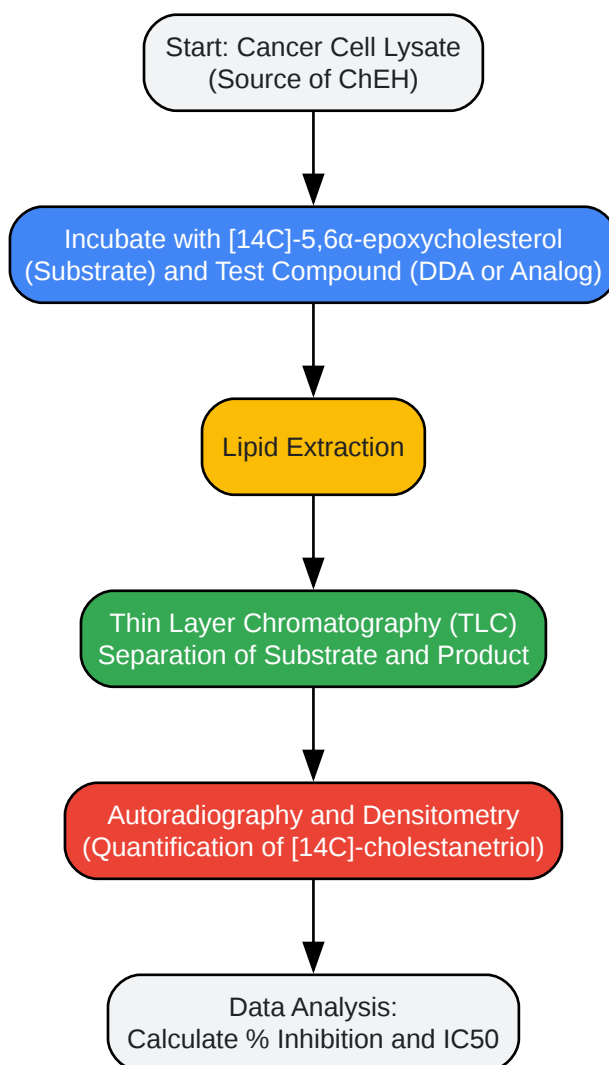 Start: Cancer Cell Lysate
(Source of ChEH)
Incubate with [14C]-5,6α-epoxycholesterol
(Substrate) and Test Compound (DDA or Analog)
Lipid Extraction
Thin Layer Chromatography (TLC)
Separation of Substrate and Product
Autoradiography and Densitometry
(Quantification of [14C]-cholestanetriol)
Data Analysis:
Calculate % Inhibition and IC50